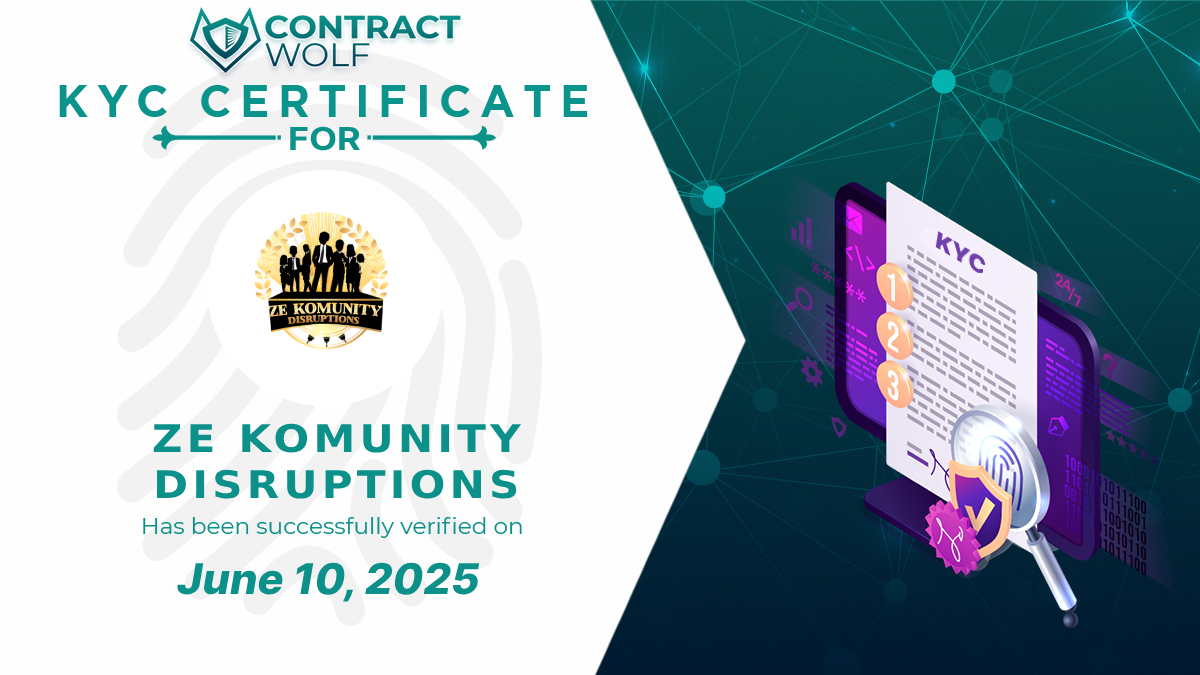 CONTRACT
WOLF
KYC CERTIFICATE
FOR
ZE KOMUNITY
DISRUPTIONS
ZE KOMUNITY
DISRUPTIONS
Has been successfully verified on
June 10, 2025
KYC
1
2
3
</>
*****
24/7
?